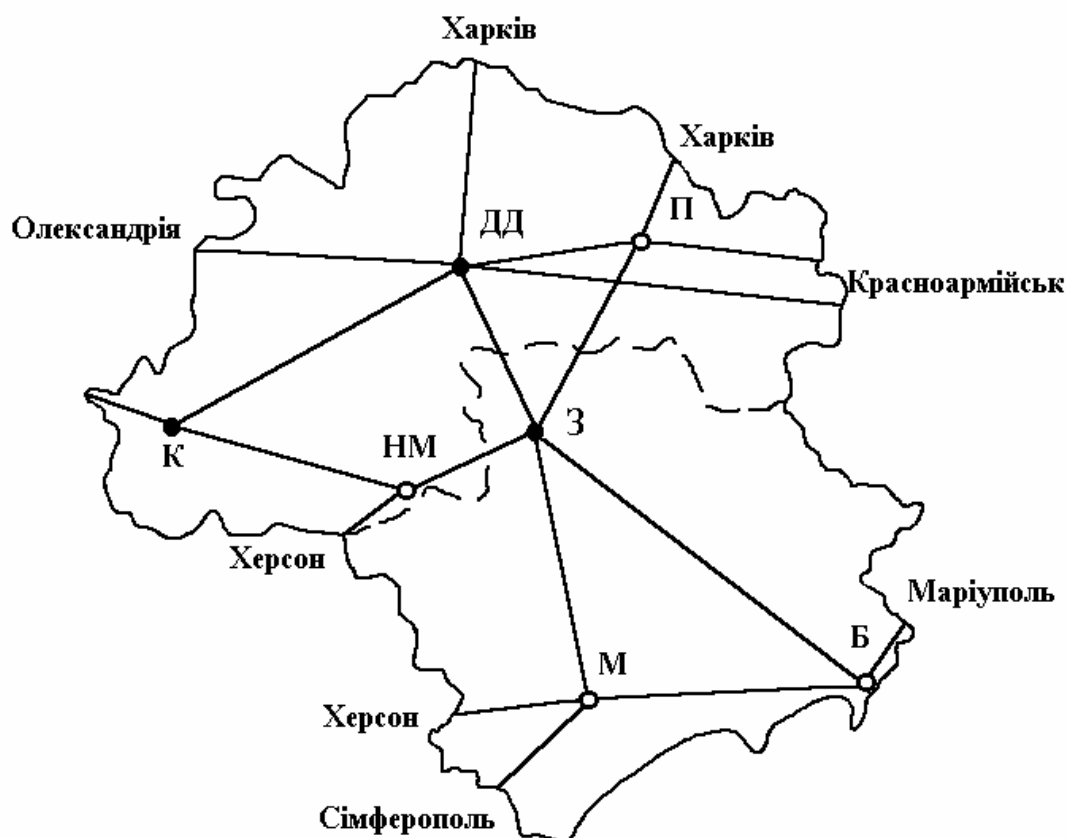 Харків
Харків
П
Олександрія
ДД
Красноармійськ
З
К
НМ
Херсон
Маріуполь
Б
М
Херсон
Сімферополь